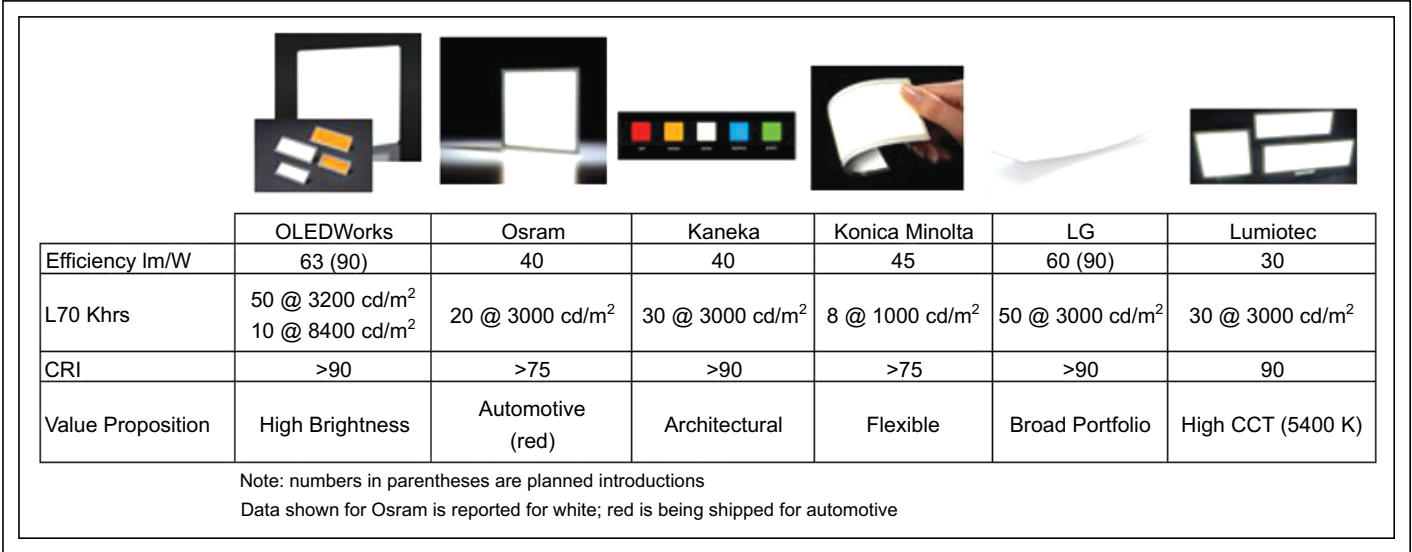 OLEDWorks Osram Kaneka Konica Minolta LG Lumiotec
Efficiency lm/W 63 (90) 40 40 45 60 (90) 30
L70 Khrs 50 @ 3200 cd/m² 10 @ 8400 cd/m² 20 @ 3000 cd/m² 30 @ 3000 cd/m² 8 @ 1000 cd/m² 50 @ 3000 cd/m² 30 @ 3000 cd/m²
CRI >90 >75 >90 >75 >90 90
Value Proposition High Brightness Automotive (red) Architectural Flexible Broad Portfolio High CCT (5400 K)
Note: numbers in parentheses are planned introductions
Data shown for Osram is reported for white; red is being shipped for automotive